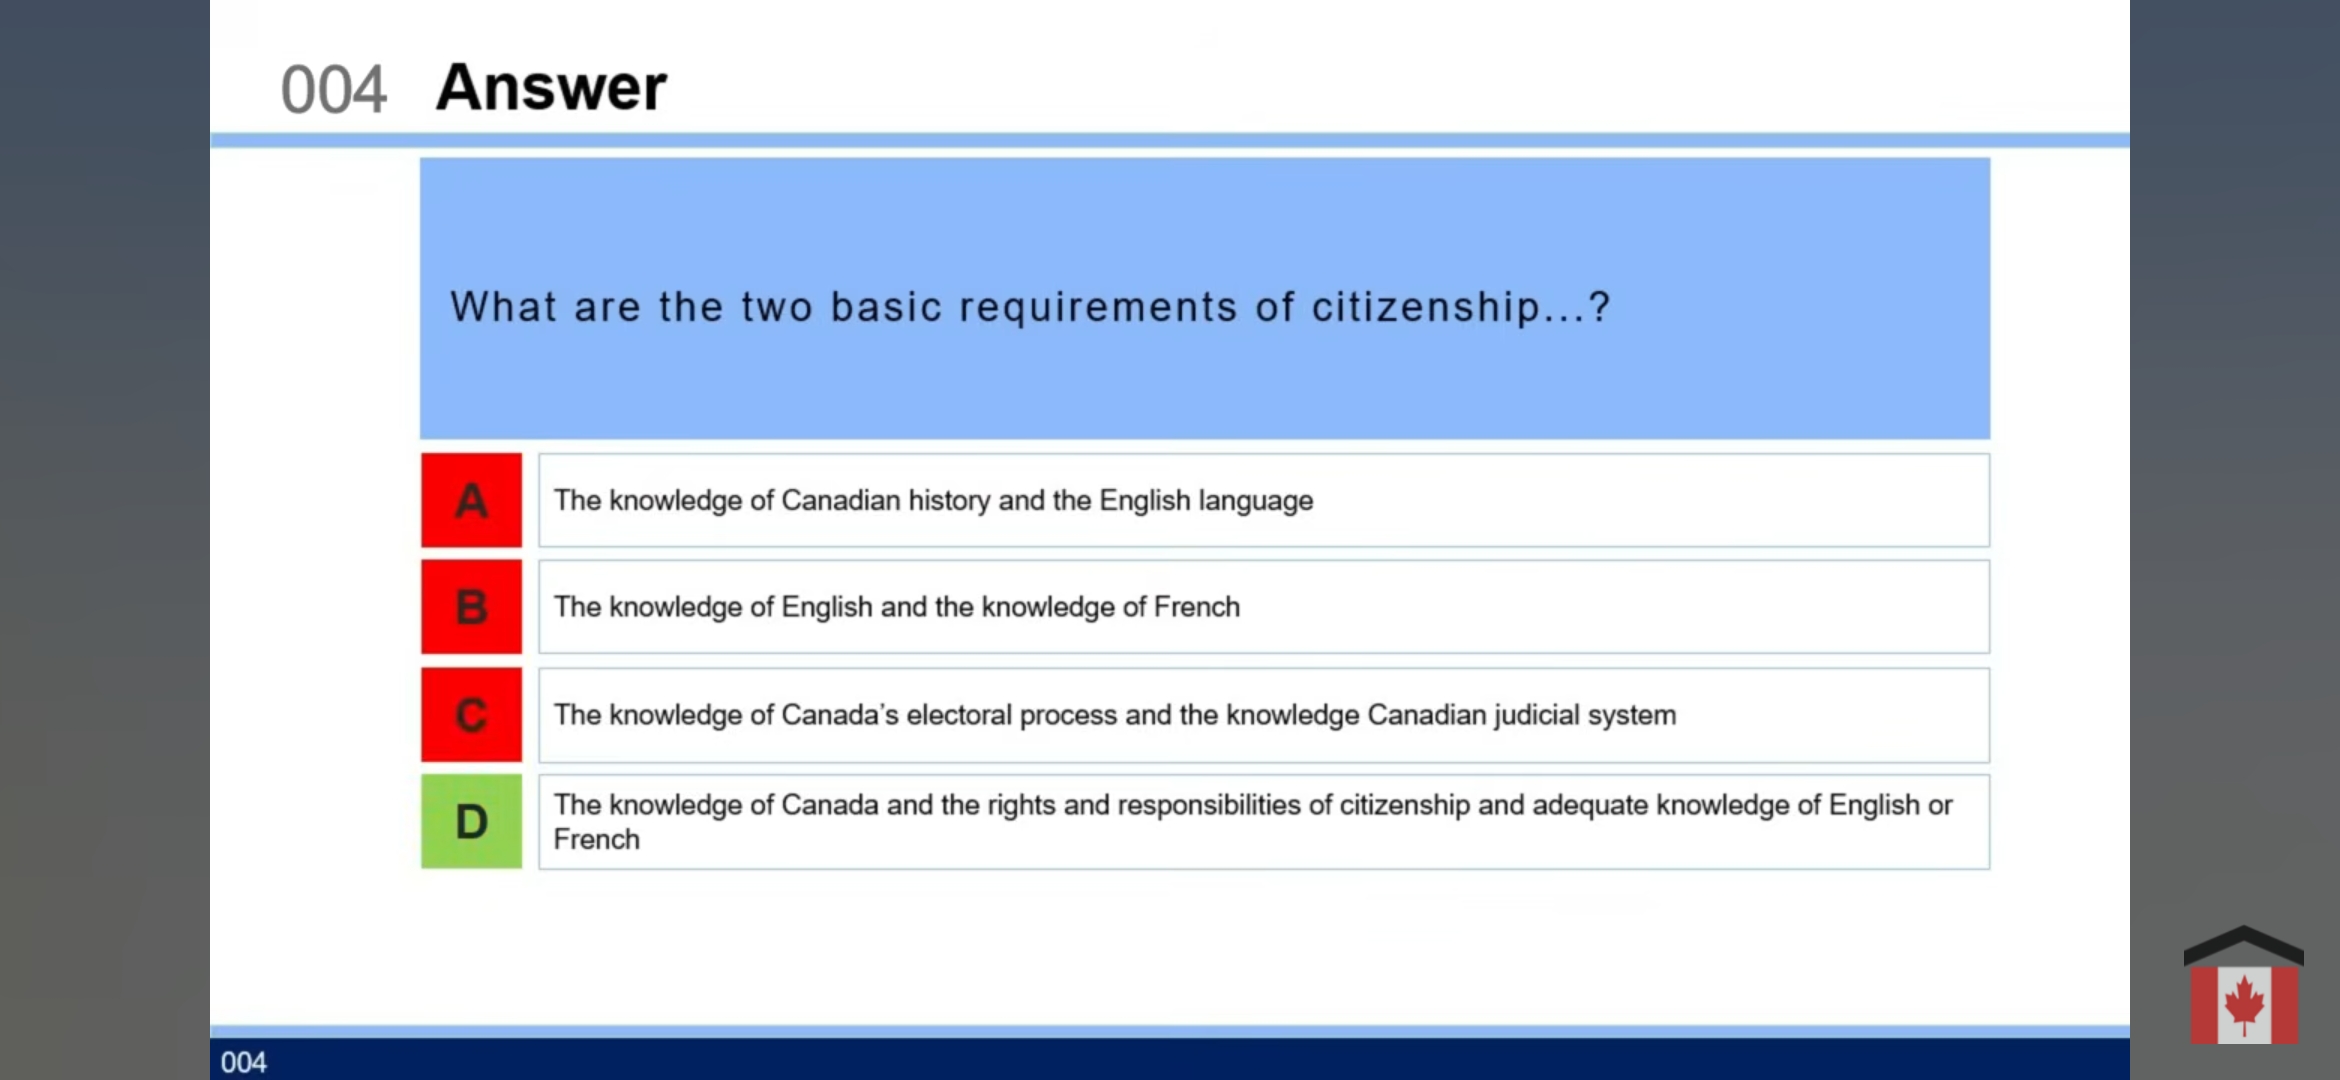 004 Answer
What are the two basic requirements of citizenship...?
A The knowledge of Canadian history and the English language
B The knowledge of English and the knowledge of French
C The knowledge of Canada's electoral process and the knowledge Canadian judicial system
D The knowledge of Canada and the rights and responsibilities of citizenship and adequate knowledge of English or
French
004